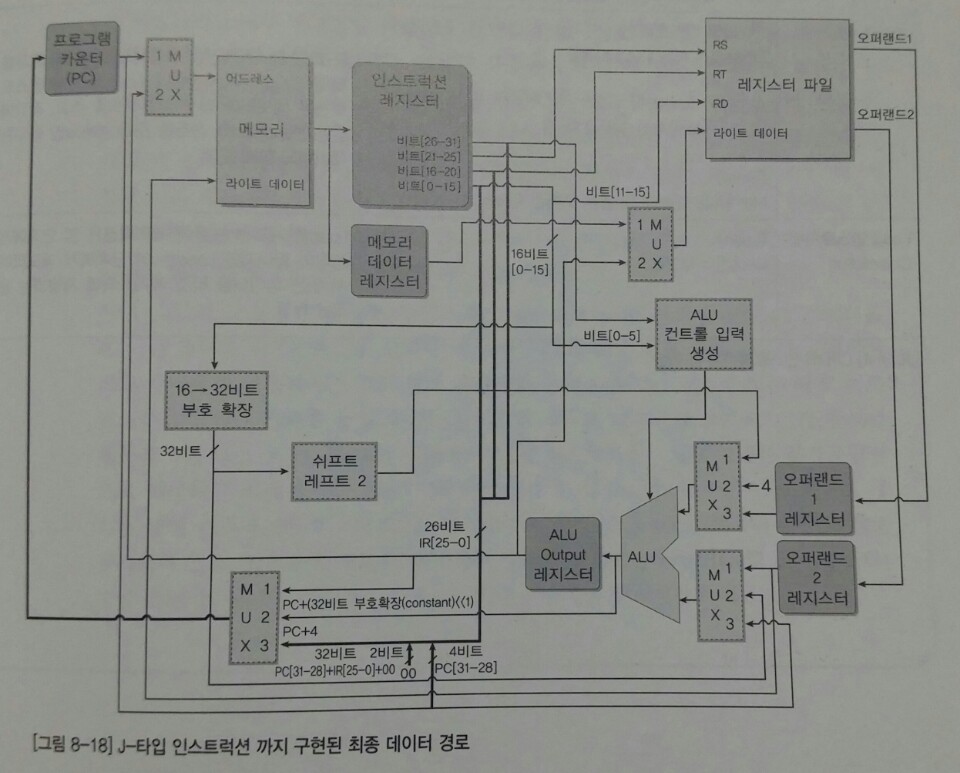 프로그램
카운터
(PC)
1 M
U
2 X
어드레스
메모리
라이트 데이터
인스트럭션
레지스터
비트[26-31]
비트[21-25]
비트[16-20]
비트[0-15]
RS
RT
RD
레지스터 파일
라이트 데이터
오퍼랜드1
오퍼랜드2
비트[11-15]
메모리
데이터
레지스터
16비트
[0-15]
1 M
U
2 X
ALU
컨트롤 입력
생성
비트[0-5]
16→32비트
부호 확장
32비트
쉬프트
레프트 2
26비트
IR[25-0]
ALU
Output
레지스터
ALU
M 1
U 2
X 3
4
오퍼랜드
1
레지스터
M 1
U 2
X 3
오퍼랜드
2
레지스터
M 1
U 2
X 3
PC+(32비트 부호확장(constant)<<1)
PC+4
32비트
PC[31-28]+IR[25-0]+00
2비트
00
4비트
PC[31-28]
[그림 8-18] J-타입 인스트럭션 까지 구현된 최종 데이터 경로